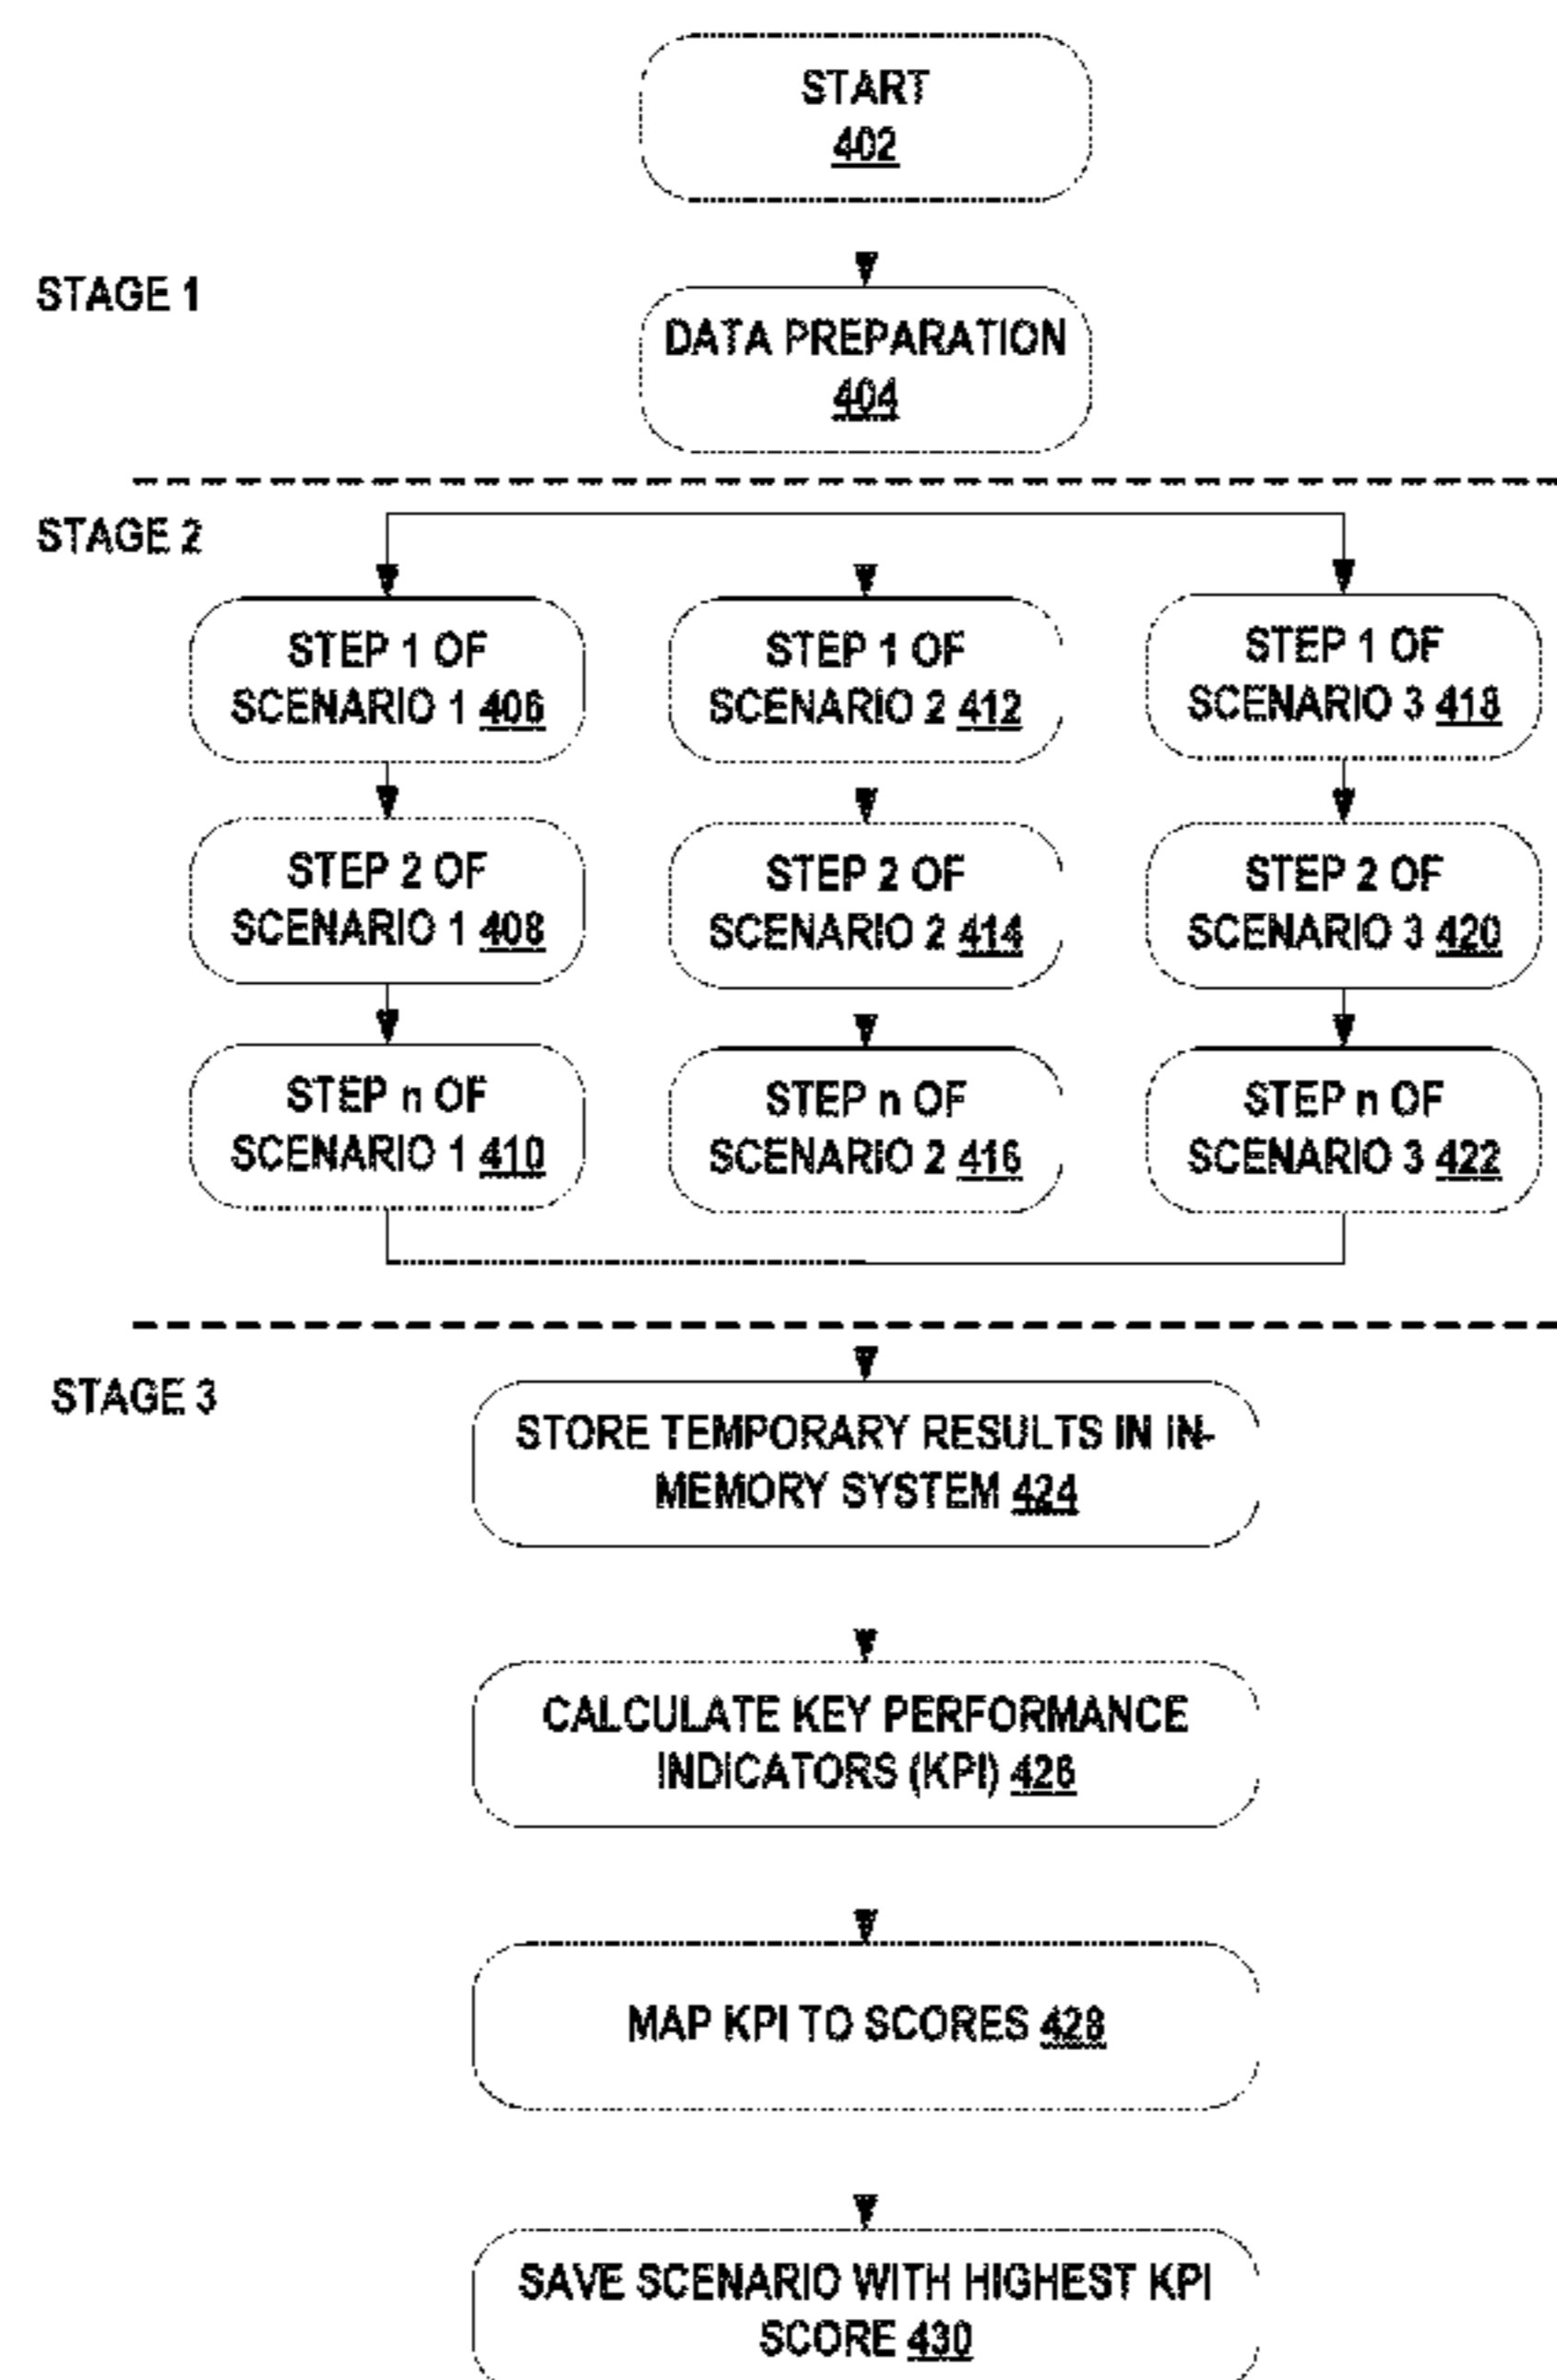 START
402
STAGE 1
DATA PREPARATION
404
STAGE 2
STEP 1 OF
SCENARIO 1 406
STEP 1 OF
SCENARIO 2 412
STEP 1 OF
SCENARIO 3 418
STEP 2 OF
SCENARIO 1 408
STEP 2 OF
SCENARIO 2 414
STEP 2 OF
SCENARIO 3 420
STEP n OF
SCENARIO 1 410
STEP n OF
SCENARIO 2 416
STEP n OF
SCENARIO 3 422
STAGE 3
STORE TEMPORARY RESULTS IN IN-
MEMORY SYSTEM 424
CALCULATE KEY PERFORMANCE
INDICATORS (KPI) 426
MAP KPI TO SCORES 428
SAVE SCENARIO WITH HIGHEST KPI
SCORE 430